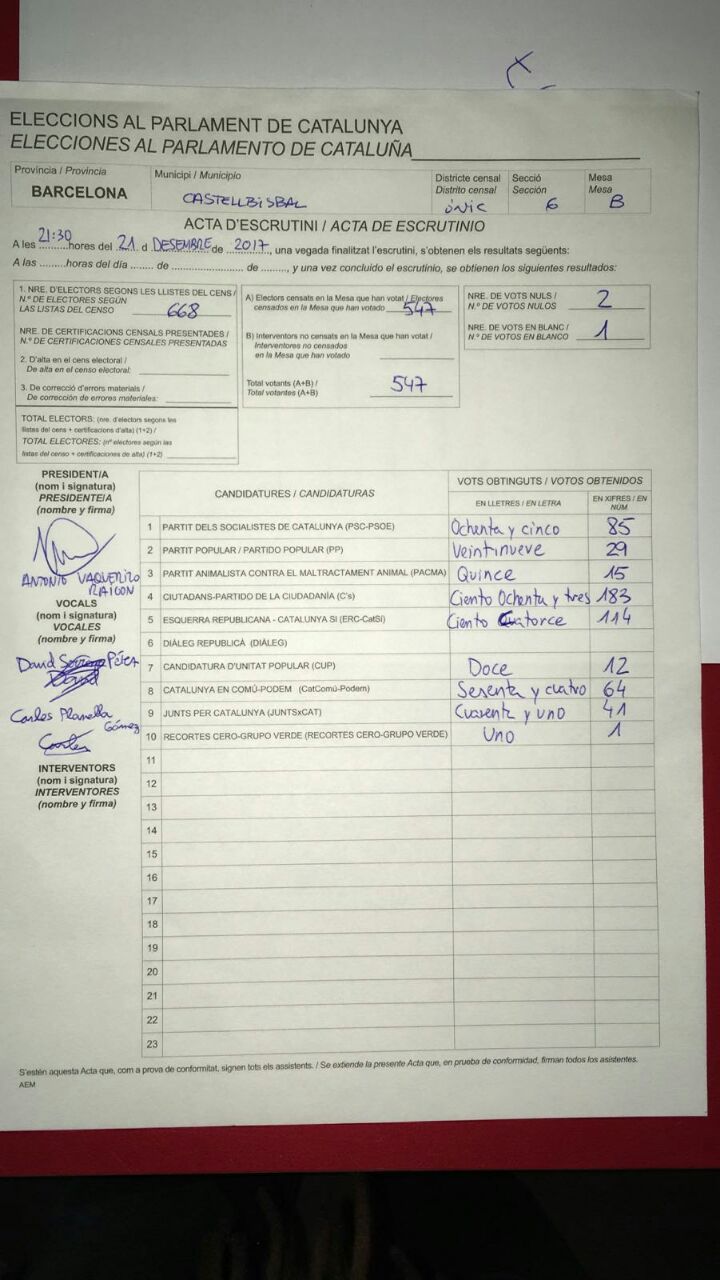 ELECCIONS AL PARLAMENT DE CATALUNYA
ELECCIONES AL PARLAMENTO DE CATALUÑA
Província / Provincia
BARCELONA
Municipi / Municipio
CASTELLBISBAL
Districte censal
Distrito censal
ÚNIC
Secció
Sección
6
Mesa
Mesa
B
ACTA D'ESCRUTINI / ACTA DE ESCRUTINIO
A les 21:30 hores del 21 d DESEMBRE de 2017, una vegada finalitzat l'escrutini, s'obtenen els resultats següents:
A las .........horas del día ....... de ........................ de ........, y una vez concluido el escrutinio, se obtienen los siguientes resultados:
1. NRE. D'ELECTORS SEGONS LES LLISTES DEL CENS /
N.º DE ELECTORES SEGÚN
LAS LISTAS DEL CENSO 668
NRE. DE CERTIFICACIONS CENSALS PRESENTADES /
N.º DE CERTIFICACIONES CENSALES PRESENTADAS
2. D'alta en el cens electoral /
De alta en el censo electoral:
3. De correcció d'errors materials /
De corrección de errores materiales:
TOTAL ELECTORS: (nre. d'electors segons les
llistes del cens + certificacions d'alta) (1+2) /
TOTAL ELECTORES: (nº electores según las
listas del censo + certificaciones de alta) (1+2)
A) Electors censats en la Mesa que han votat / Electores
censados en la Mesa que han votado 547
B) Interventors no censats en la Mesa que han votat /
Interventores no censados
en la Mesa que han votado
Total votants (A+B) /
Total votantes (A+B) 547
NRE. DE VOTS NULS /
N.º DE VOTOS NULOS 2
NRE. DE VOTS EN BLANC /
N.º DE VOTOS EN BLANCO 1
PRESIDENT/A
(nom i signatura)
PRESIDENTE/A
(nombre y firma)
ANTONIO VAQUERIZO
VOCALS
(nom i signatura)
VOCALES
(nombre y firma)
David Pérez
Carlos Planella
Gómez
INTERVENTORS
(nom i signatura)
INTERVENTORES
(nombre y firma)
CANDIDATURES / CANDIDATURAS
VOTS OBTINGUTS / VOTOS OBTENIDOS
EN LLETRES / EN LETRA
EN XIFRES / EN NÚM.
1 PARTIT DELS SOCIALISTES DE CATALUNYA (PSC-PSOE) Ochenta y cinco 85
2 PARTIT POPULAR / PARTIDO POPULAR (PP) Veintinueve 29
3 PARTIT ANIMALISTA CONTRA EL MALTRACTAMENT ANIMAL (PACMA) Quince 15
4 CIUTADANS-PARTIDO DE LA CIUDADANÍA (C's) Ciento Ochenta y tres 183
5 ESQUERRA REPUBLICANA - CATALUNYA SÍ (ERC-CatSí) Ciento Catorce 114
6 DIÀLEG REPUBLICÀ (DIÀLEG)
7 CANDIDATURA D'UNITAT POPULAR (CUP) Doce 12
8 CATALUNYA EN COMÚ-PODEM (CatComú-Podem) Sesenta y cuatro 64
9 JUNTS PER CATALUNYA (JUNTSxCAT) Cuarenta y uno 41
10 RECORTES CERO-GRUPO VERDE (RECORTES CERO-GRUPO VERDE) Uno 1
11
12
13
14
15
16
17
18
19
20
21
22
23
S'estén aquesta Acta que, com a prova de conformitat, signen tots els assistents. / Se extiende la presente Acta que, en prueba de conformidad, firman todos los asistentes.
AEM